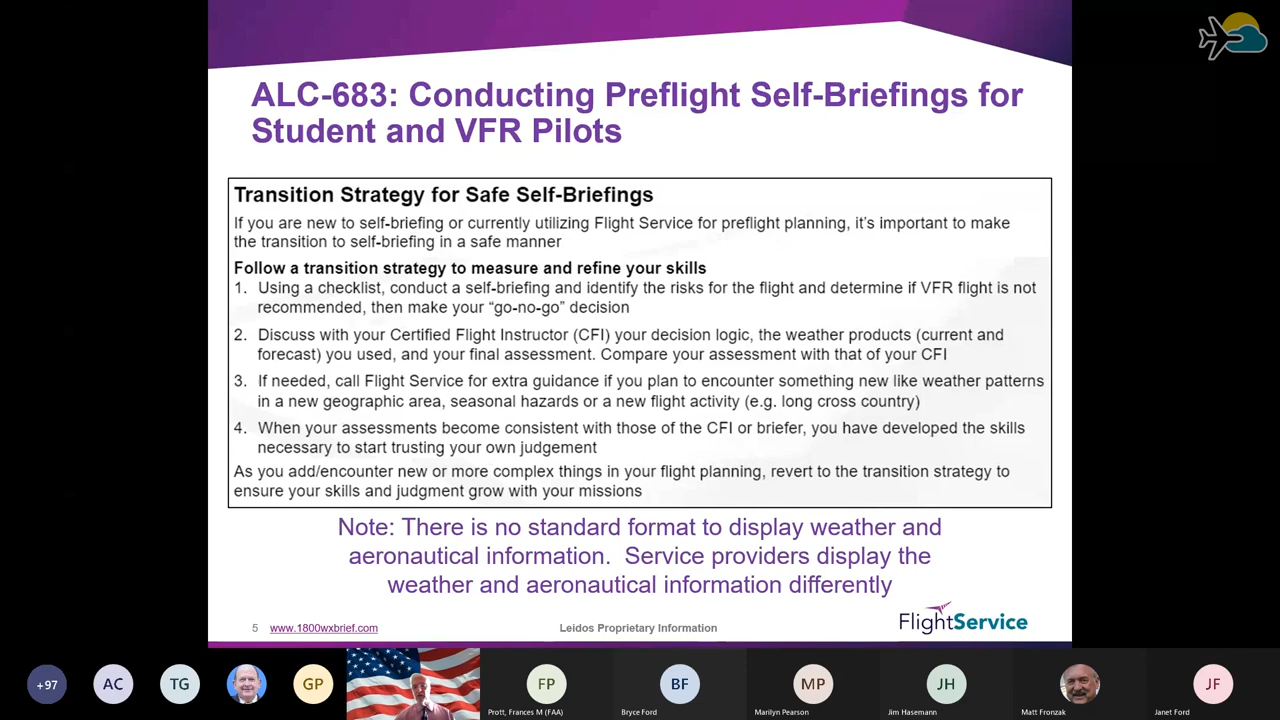 ALC-683: Conducting Preflight Self-Briefings for
Student and VFR Pilots
Transition Strategy for Safe Self-Briefings
If you are new to self-briefing or currently utilizing Flight Service for preflight planning, it's important to make
the transition to self-briefing in a safe manner
Follow a transition strategy to measure and refine your skills
1. Using a checklist, conduct a self-briefing and identify the risks for the flight and determine if VFR flight is not
recommended, then make your “go-no-go” decision
2. Discuss with your Certified Flight Instructor (CFI) your decision logic, the weather products (current and
forecast) you used, and your final assessment. Compare your assessment with that of your CFI
3. If needed, call Flight Service for extra guidance if you plan to encounter something new like weather patterns
in a new geographic area, seasonal hazards or a new flight activity (e.g. long cross country)
4. When your assessments become consistent with those of the CFI or briefer, you have developed the skills
necessary to start trusting your own judgement
As you add/encounter new or more complex things in your flight planning, revert to the transition strategy to
ensure your skills and judgment grow with your missions
Note: There is no standard format to display weather and
aeronautical information. Service providers display the
weather and aeronautical information differently
5 www.1800wxbrief.com Leidos Proprietary Information FlightService
+97 AC TG GP FP BF MP JH JF
Prott, Frances M (FAA) Bryce Ford Marilyn Pearson Jim Hasemann Matt Fronzak Janet Ford